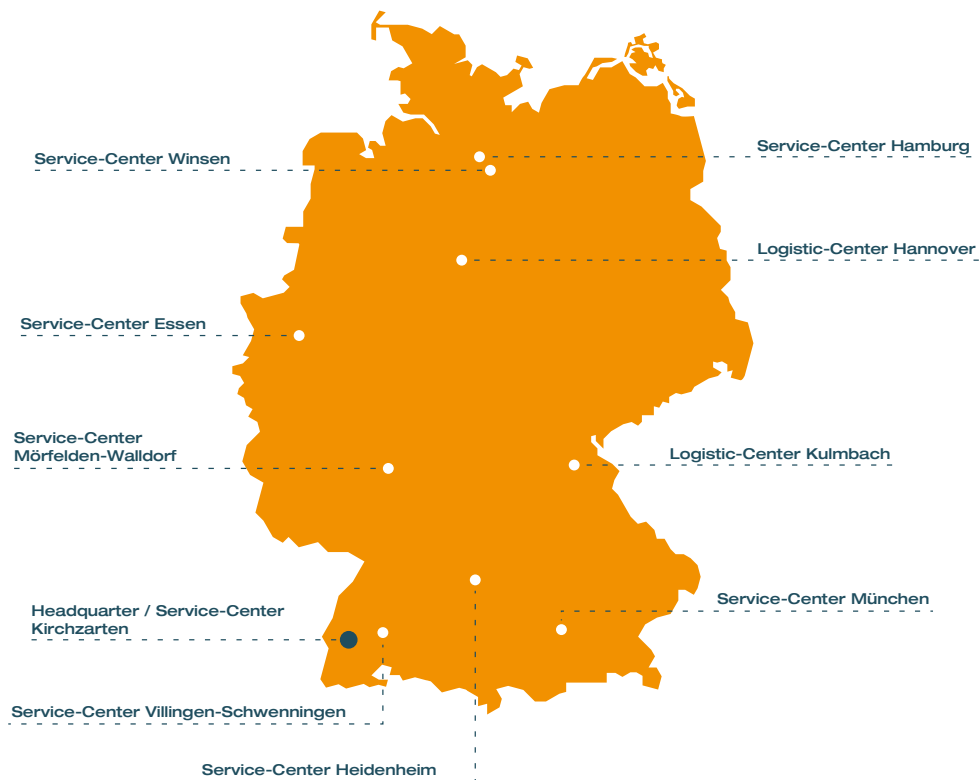 Service-Center Hamburg
Service-Center Winsen
Logistic-Center Hannover
Service-Center Essen
Service-Center
Mörfelden-Walldorf
Logistic-Center Kulmbach
Service-Center München
Headquarter / Service-Center
Kirchzarten
Service-Center Villingen-Schwenningen
Service-Center Heidenheim